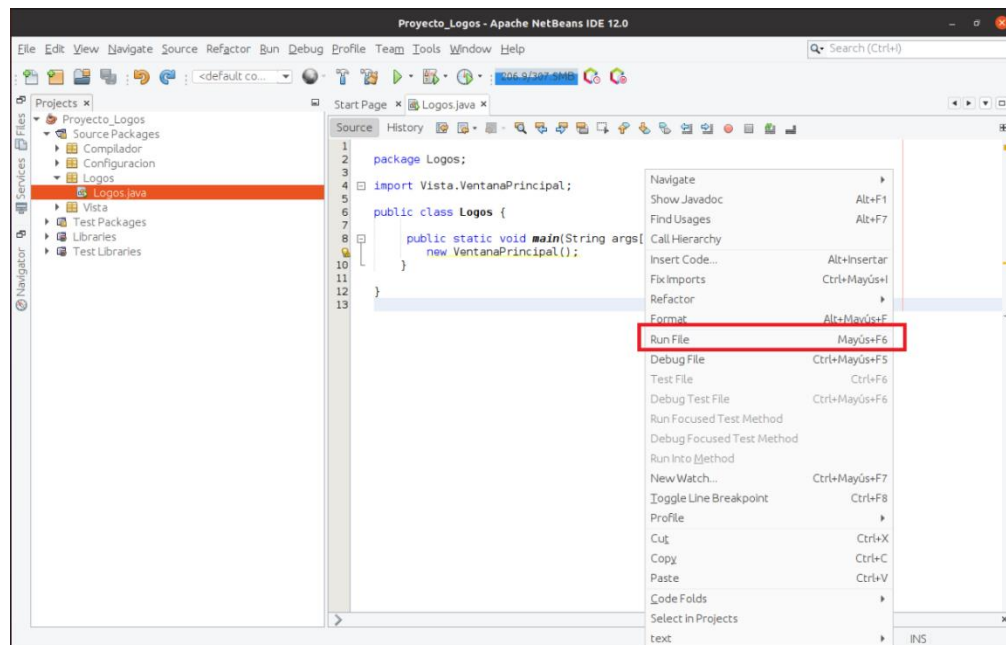 Proyecto_Logos - Apache NetBeans IDE 12.0
File Edit View Navigate Source Refactor Run Debug Profile Team Tools Window Help
Search (Ctrl+I)
<default co...
206.9/307.5MB
Files
Services
Navigator
Projects
Proyecto_Logos
Source Packages
Compilador
Configuracion
Logos
Logos.java
Vista
Test Packages
Libraries
Test Libraries
Start Page
Logos.java
Source History
1
2 package Logos;
3
4 import Vista.VentanaPrincipal;
5
6 public class Logos {
7
8 public static void main(String args[
new VentanaPrincipal();
10 }
11
12 }
13
Navigate
Show Javadoc Alt+F1
Find Usages Alt+F7
Call Hierarchy
Insert Code... Alt+Insertar
Fix Imports Ctrl+Mayús+I
Refactor
Format Alt+Mayús+F
Run File Mayús+F6
Debug File Ctrl+Mayús+F5
Test File Ctrl+F6
Debug Test File Ctrl+Mayús+F6
Run Focused Test Method
Debug Focused Test Method
Run Into Method
New Watch... Ctrl+Mayús+F7
Toggle Line Breakpoint Ctrl+F8
Profile
Cut Ctrl+X
Copy Ctrl+C
Paste Ctrl+V
Code Folds
Select in Projects
text
INS